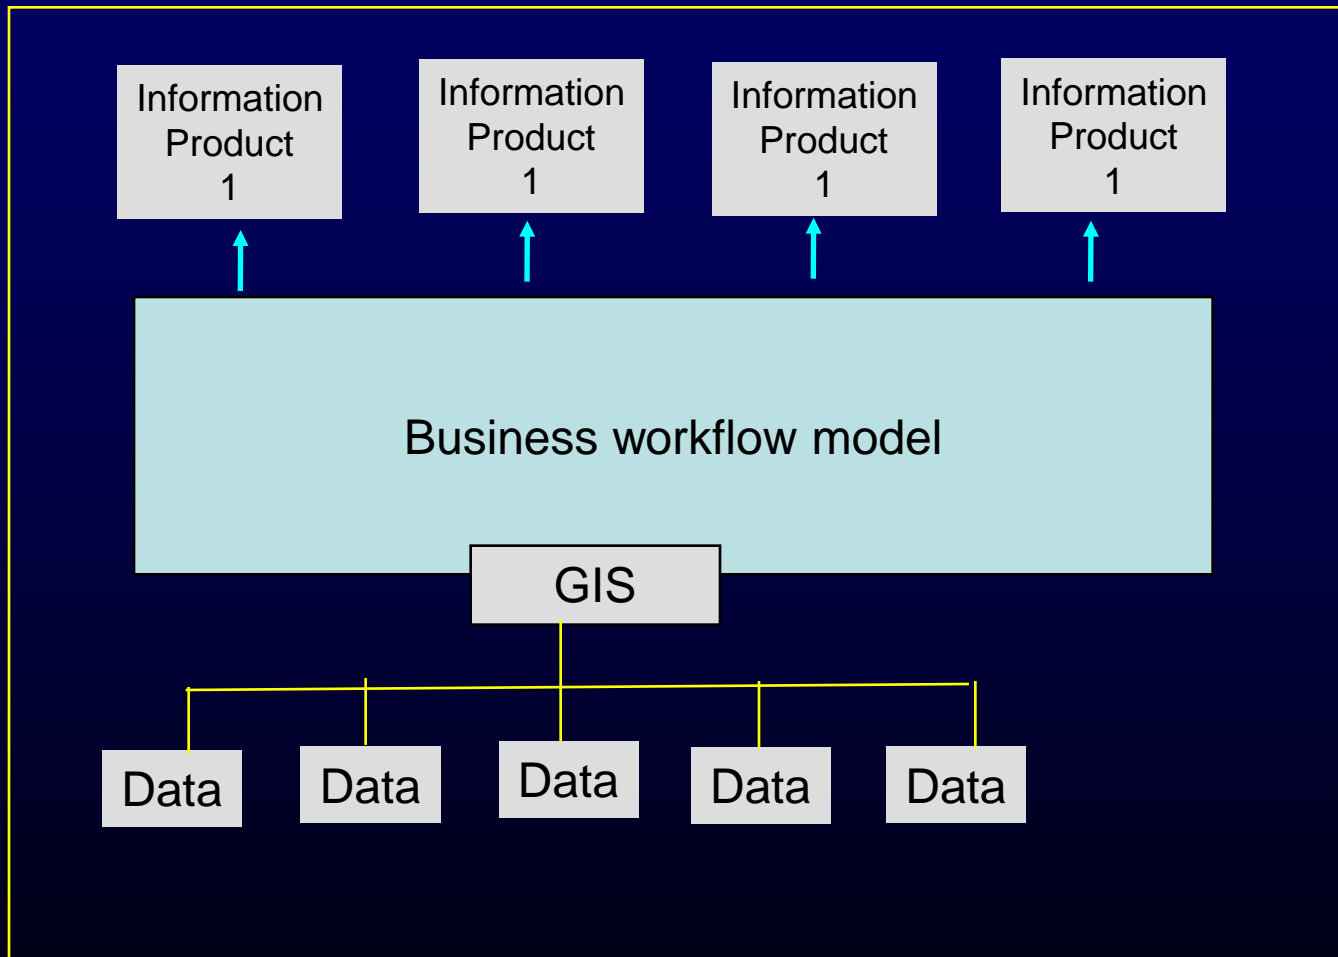 Information
Product
1
Information
Product
1
Information
Product
1
Information
Product
1
Business workflow model
GIS
Data
Data
Data
Data
Data